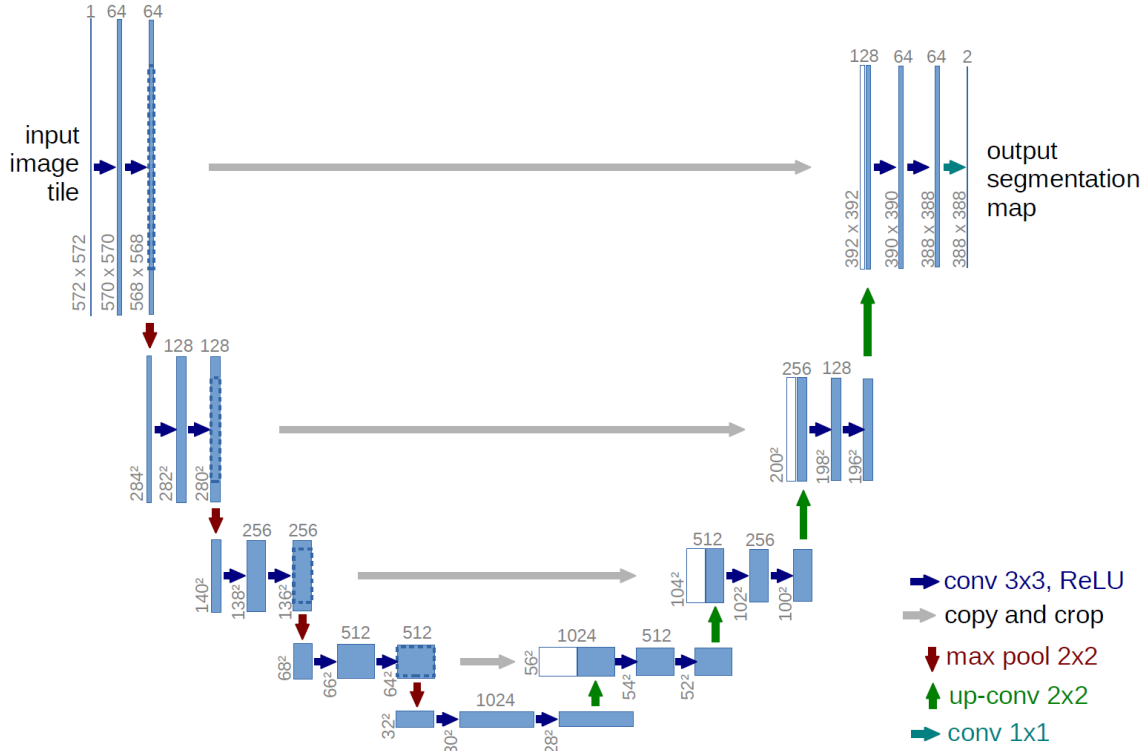 1 64 64
input
image
tile
572 x 572
570 x 570
568 x 568
128 64 64 2
392 x 392
390 x 390
388 x 388
388 x 388
output
segmentation
map
128 128
284²
282²
280²
256 128
200²
198²
196²
256 256
140²
138²
136²
512 256
104²
102²
100²
512 512
68²
66²
64²
1024 512
56²
54²
52²
1024
32²
30²
28²
conv 3x3, ReLU
copy and crop
max pool 2x2
up-conv 2x2
conv 1x1